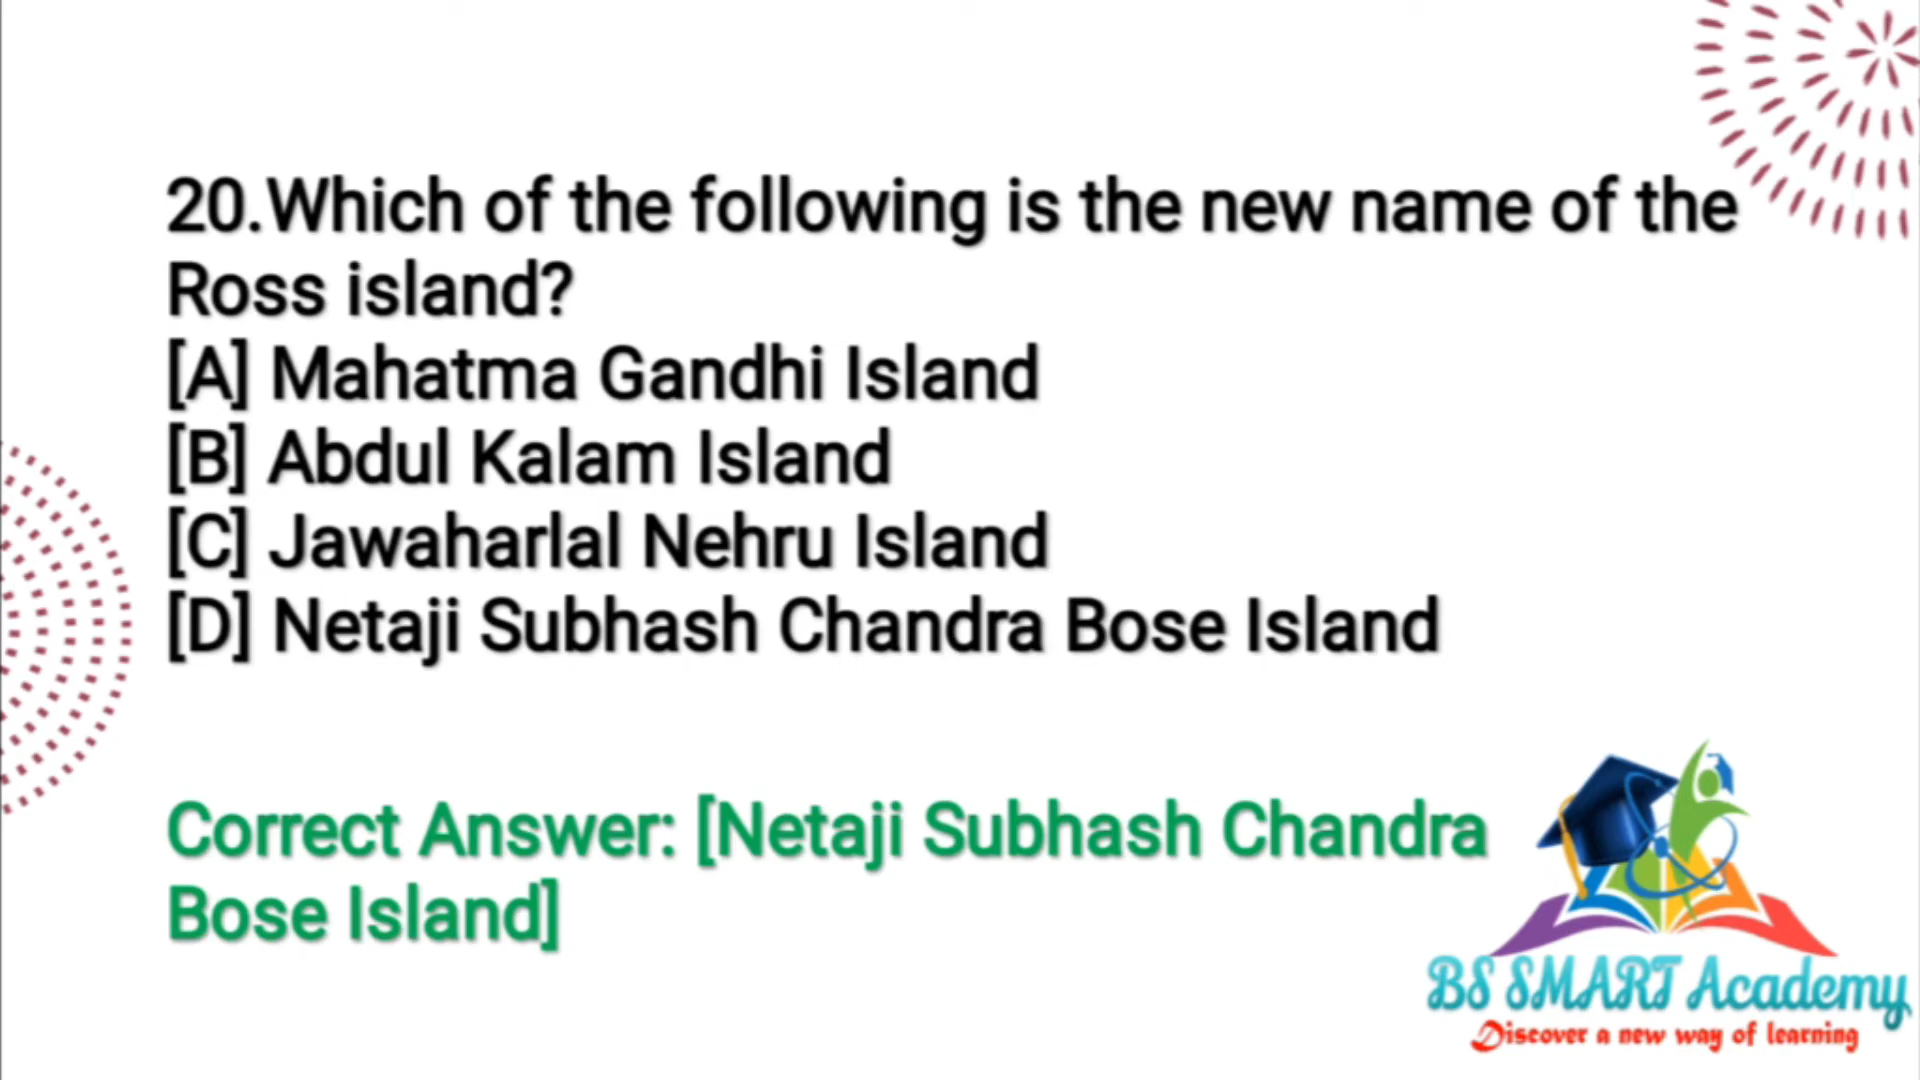 20.Which of the following is the new name of the
Ross island?
[A] Mahatma Gandhi Island
[B] Abdul Kalam Island
[C] Jawaharlal Nehru Island
[D] Netaji Subhash Chandra Bose Island
Correct Answer: [Netaji Subhash Chandra
Bose Island]
BS SMART Academy
Discover a new way of learning